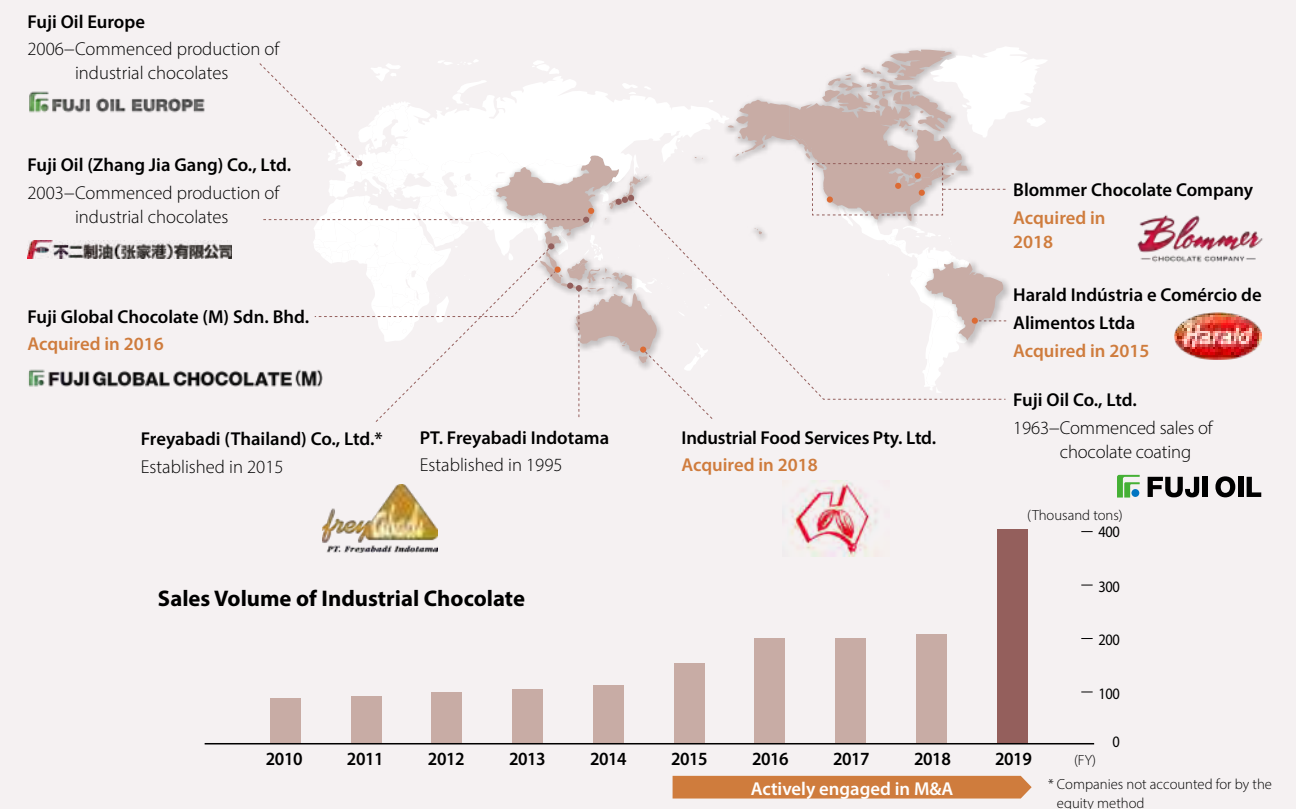 Fuji Oil Europe
2006–Commenced production of
industrial chocolates
FUJI OIL EUROPE
Fuji Oil (Zhang Jia Gang) Co., Ltd.
2003–Commenced production of
industrial chocolates
不二制油(张家港)有限公司
Fuji Global Chocolate (M) Sdn. Bhd.
Acquired in 2016
FUJI GLOBAL CHOCOLATE (M)
Freyabadi (Thailand) Co., Ltd.*
Established in 2015
freyabadi
PT. Freyabadi Indotama
PT. Freyabadi Indotama
Established in 1995
Industrial Food Services Pty. Ltd.
Acquired in 2018
Blommer Chocolate Company
Acquired in
2018
Blommer
CHOCOLATE COMPANY
Harald Indústria e Comércio de
Alimentos Ltda
Acquired in 2015
Harald
Fuji Oil Co., Ltd.
1963–Commenced sales of
chocolate coating
FUJI OIL
Sales Volume of Industrial Chocolate
(Thousand tons)
400
300
200
100
0
2010 2011 2012 2013 2014 2015 2016 2017 2018 2019 (FY)
Actively engaged in M&A
* Companies not accounted for by the
equity method